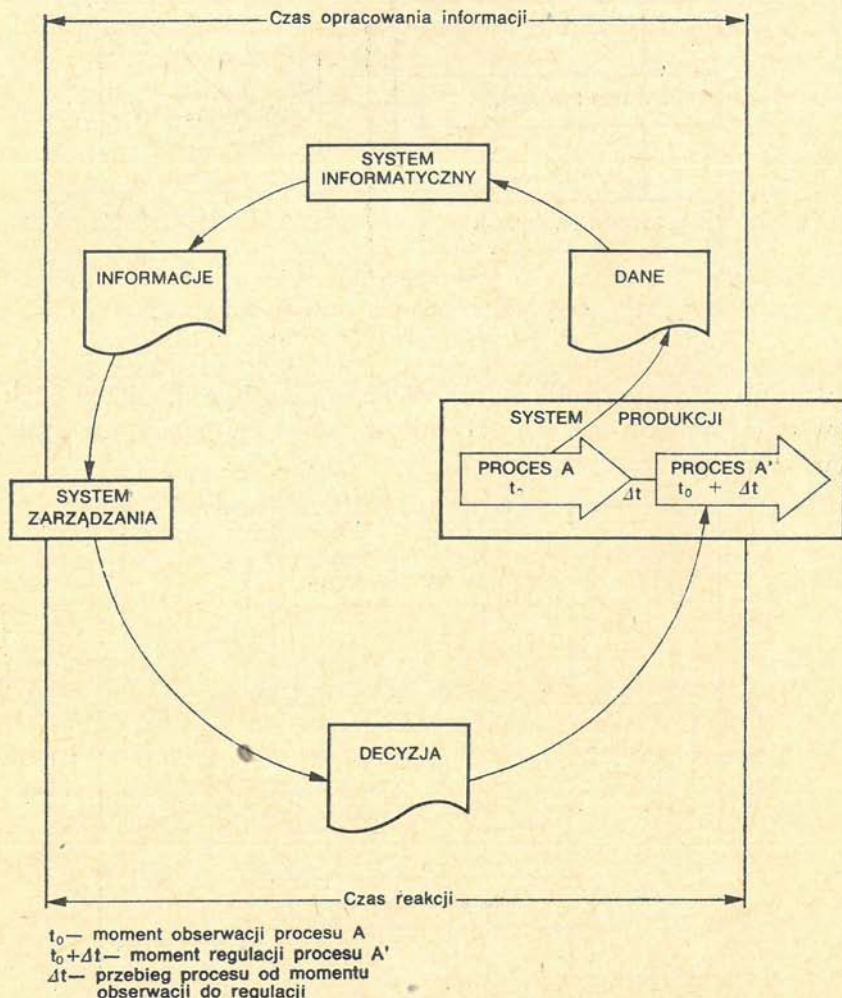 Czas opracowania informacji
SYSTEM
INFORMATYCZNY
INFORMACJE
DANE
SYSTEM PRODUKCJI
PROCES A
t₀
Δt
PROCES A'
t₀ + Δt
SYSTEM
ZARZĄDZANIA
DECYZJA
Czas reakcji
t₀— moment obserwacji procesu A
t₀+Δt— moment regulacji procesu A'
Δt— przebieg procesu od momentu
obserwacji do regulacji